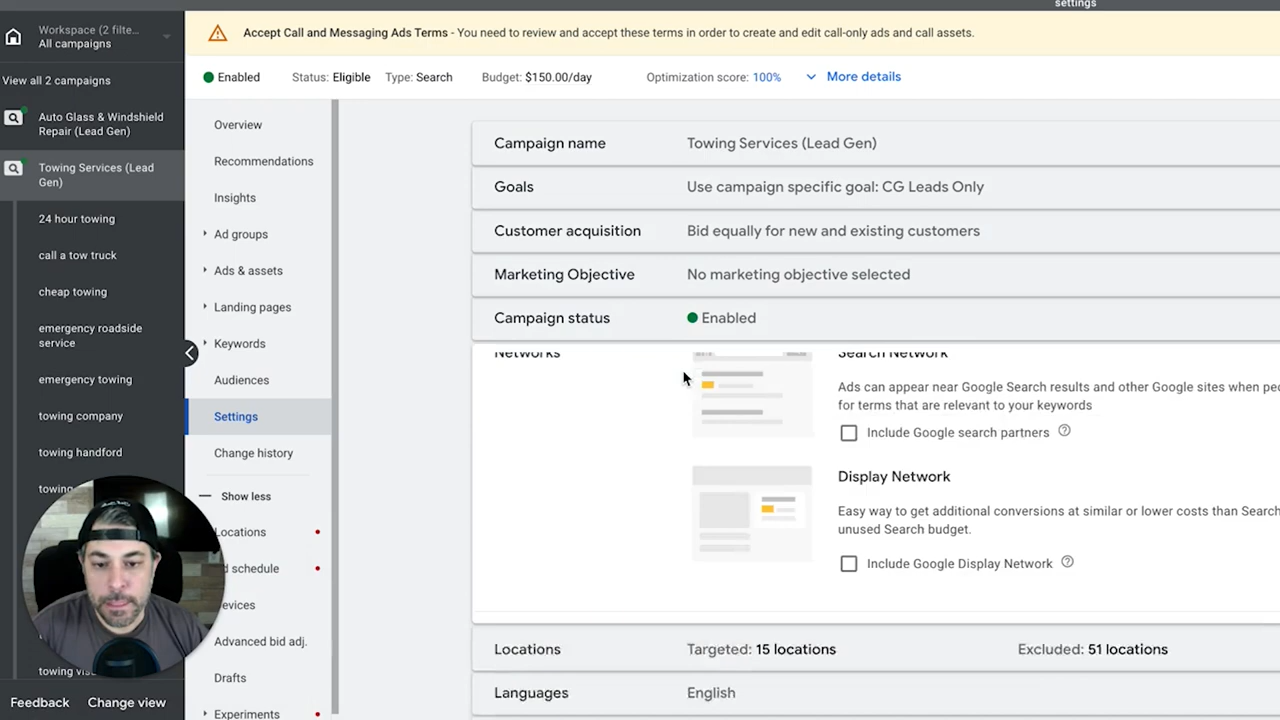 settings
Workspace (2 filte...
All campaigns
Accept Call and Messaging Ads Terms - You need to review and accept these terms in order to create and edit call-only ads and call assets.
View all 2 campaigns
Enabled
Status: Eligible
Type: Search
Budget: $150.00/day
Optimization score: 100%
More details
Auto Glass & Windshield
Repair (Lead Gen)
Towing Services (Lead
Gen)
24 hour towing
call a tow truck
cheap towing
emergency roadside
service
emergency towing
towing company
towing handford
Feedback
Change view
Overview
Recommendations
Insights
Ad groups
Ads & assets
Landing pages
Keywords
Audiences
Settings
Change history
Show less
Locations
d schedule
evices
Advanced bid adj.
Drafts
Experiments
Campaign name
Towing Services (Lead Gen)
Goals
Use campaign specific goal: CG Leads Only
Customer acquisition
Bid equally for new and existing customers
Marketing Objective
No marketing objective selected
Campaign status
Enabled
Networks
Search Network
Ads can appear near Google Search results and other Google sites when pe
for terms that are relevant to your keywords
Include Google search partners
Display Network
Easy way to get additional conversions at similar or lower costs than Search
unused Search budget.
Include Google Display Network
Locations
Targeted: 15 locations
Excluded: 51 locations
Languages
English